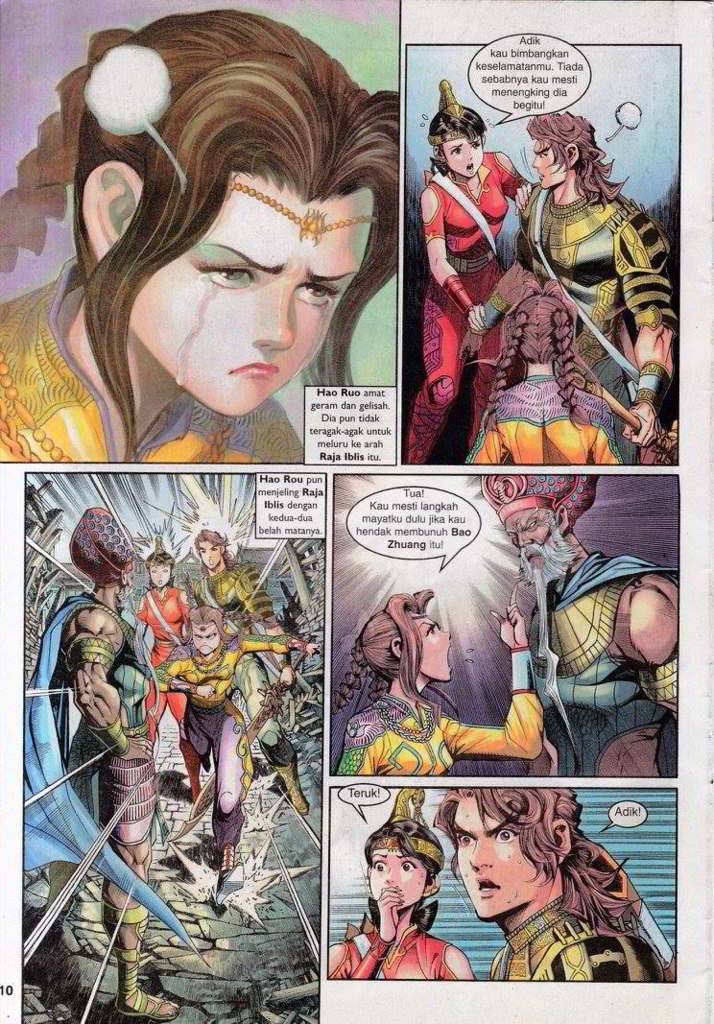 Adik
kau bimbangkan
keselamatanmu. Tiada
sebabnya kau mesti
menengking dia
begitu!
Hao Ruo amat
geram dan gelisah.
Dia pun tidak
teragak-agak untuk
meluru ke arah
Raja Iblis itu.
Hao Rou pun
menjeling Raja
Iblis dengan
kedua-dua
belah matanya.
Tua!
Kau mesti langkah
mayatku dulu jika kau
hendak membunuh Bao
Zhuang itu!
Teruk!
Adik!
10